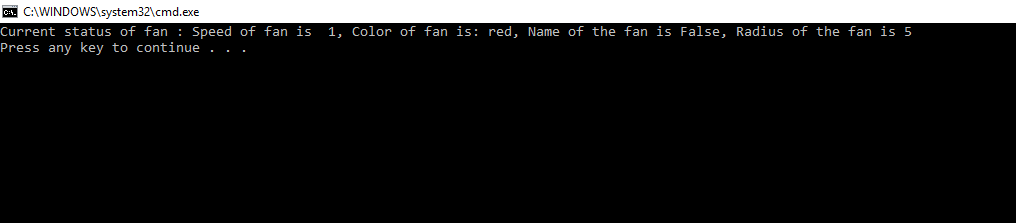 C:\WINDOWS\system32\cmd.exe
Current status of fan : Speed of fan is  1, Color of fan is: red, Name of the fan is False, Radius of the fan is 5
Press any key to continue . . .